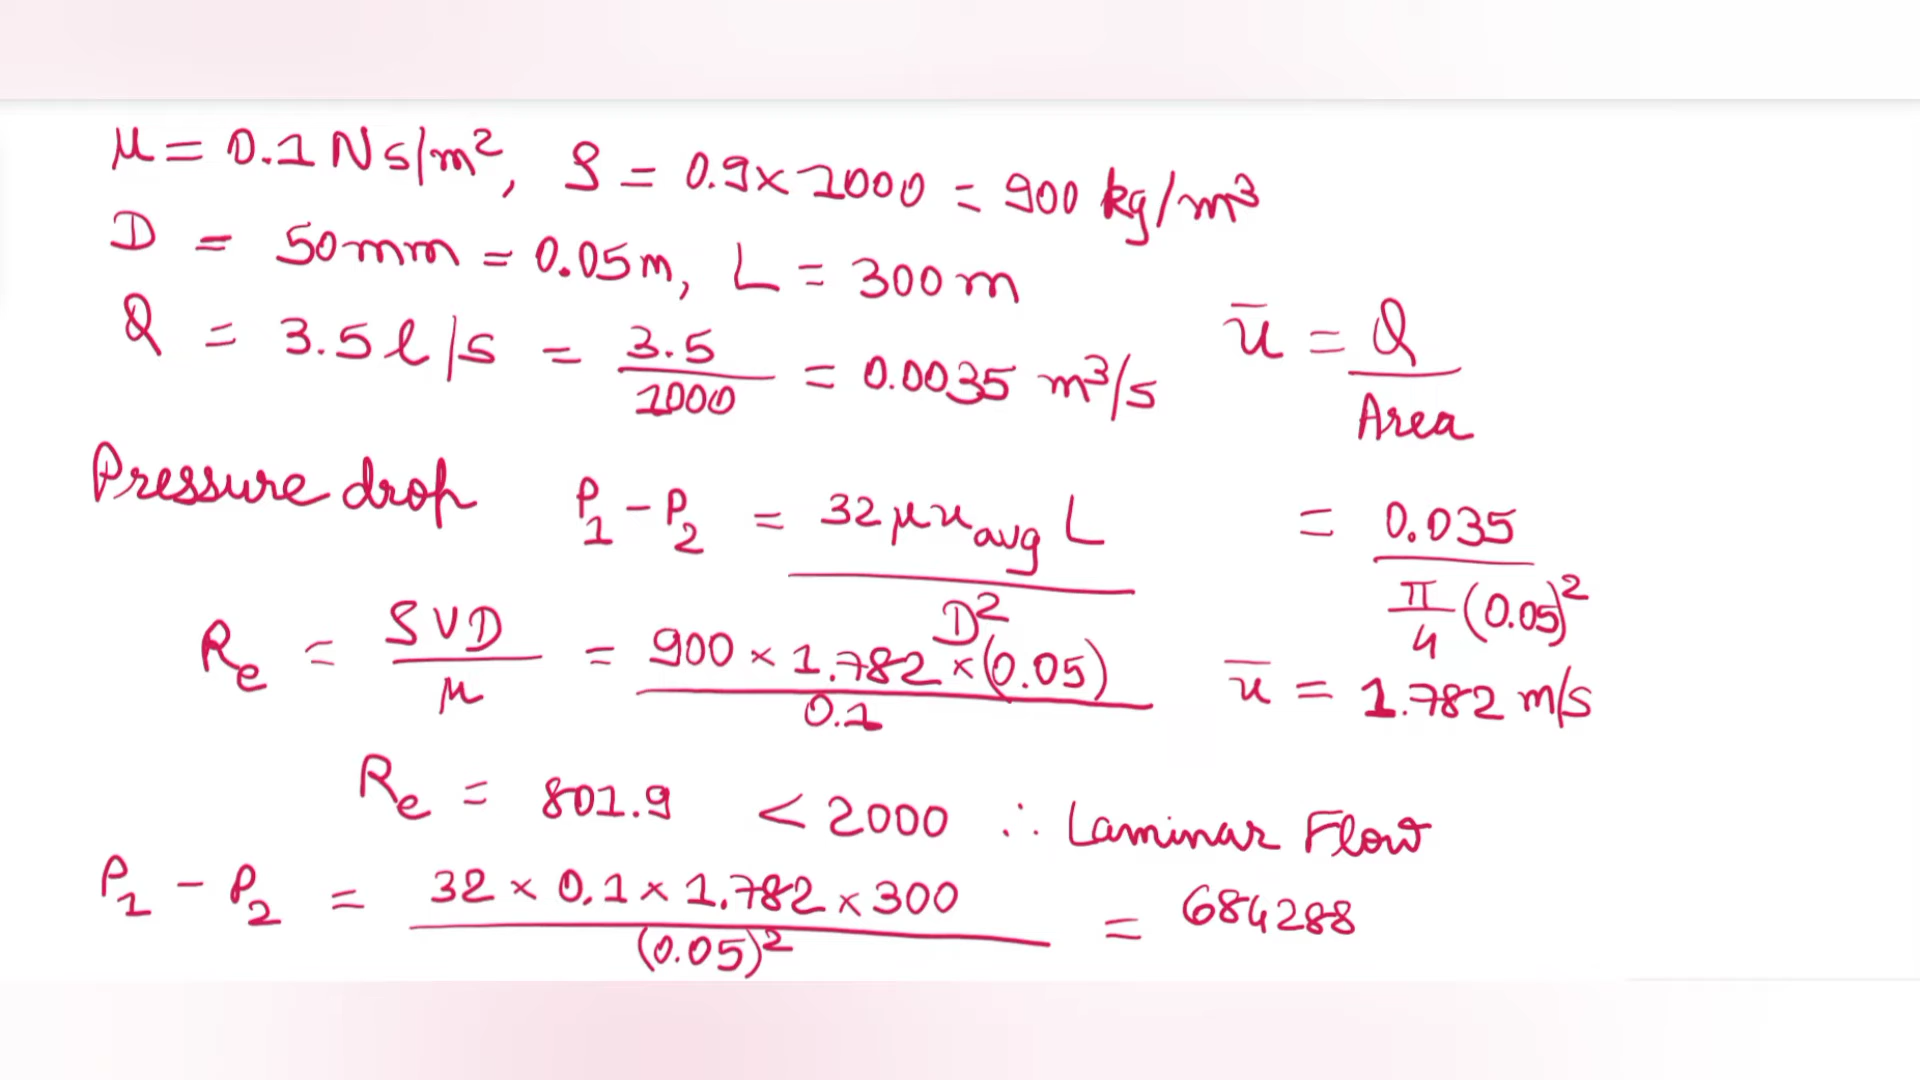 μ = 0.1 Ns/m², ρ = 0.9 × 1000 = 900 kg/m³
D = 50mm = 0.05m, L = 300m
Q = 3.5 l/s = 3.5/1000 = 0.0035 m³/s
ū = Q/Area
= 0.035/(π/4 (0.05)²)
ū = 1.782 m/s
Pressure drop P₁ - P₂ = 32 μ u avg L / D²
Re = ρVD/μ = 900 × 1.782 × (0.05)/0.1
Re = 801.9 < 2000 ∴ Laminar Flow
P₁ - P₂ = 32 × 0.1 × 1.782 × 300/(0.05)² = 684288